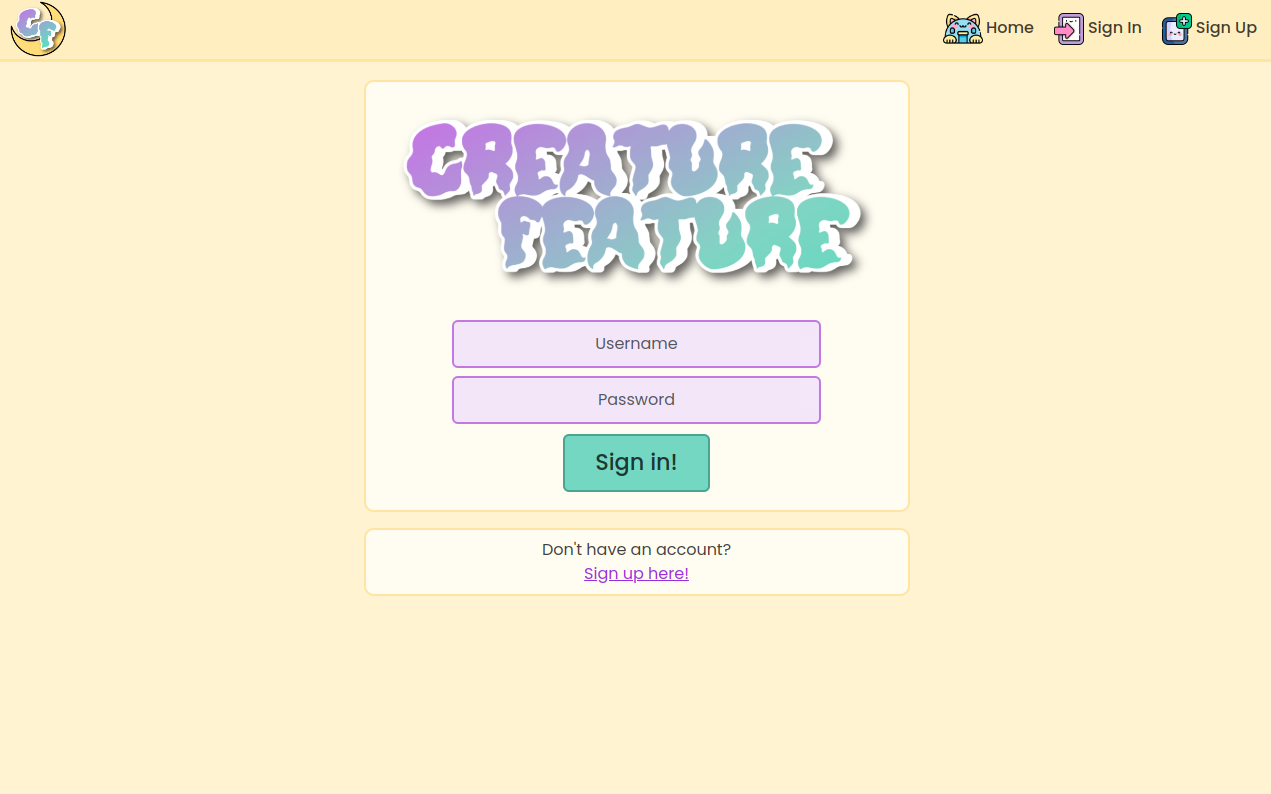 CF
Home
Sign In
Sign Up
CREATURE
FEATURE
Username
Password
Sign in!
Don't have an account?
Sign up here!